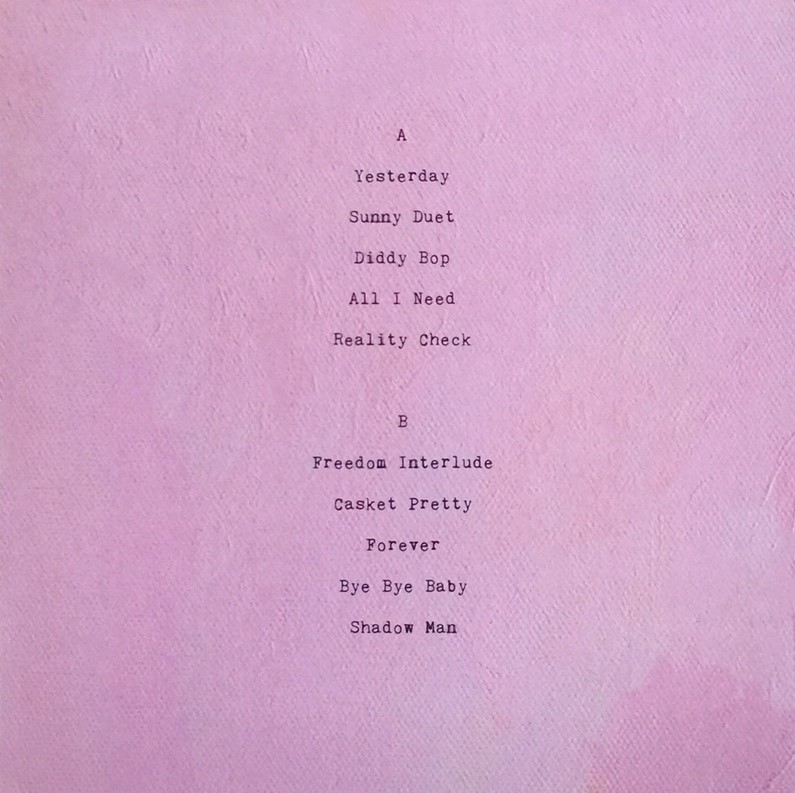 A
Yesterday
Sunny Duet
Diddy Bop
All I Need
Reality Check
B
Freedom Interlude
Casket Pretty
Forever
Bye Bye Baby
Shadow Man